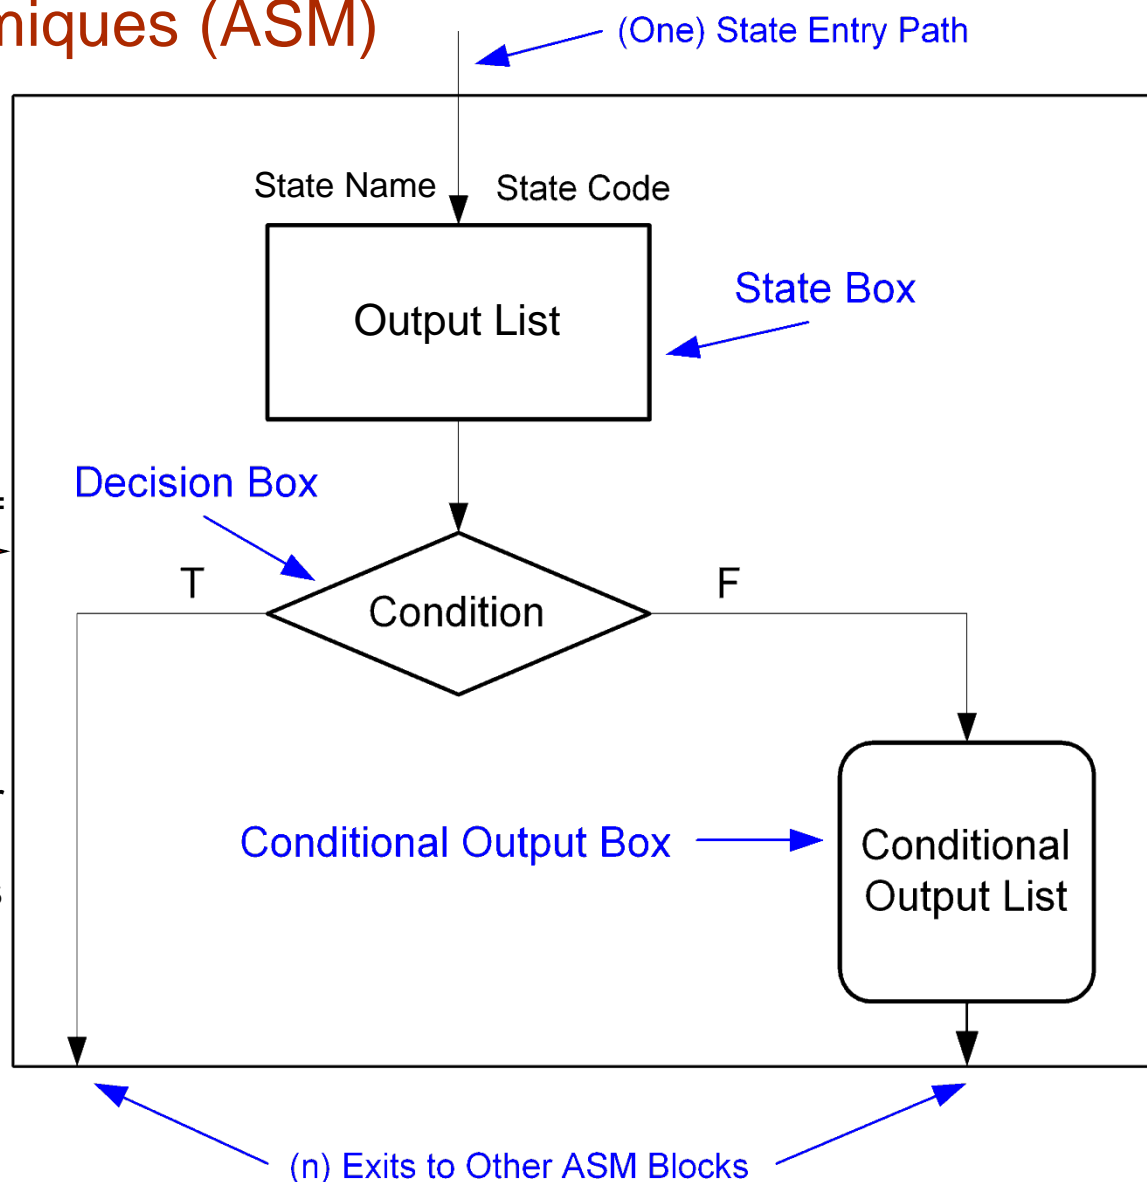 miques (ASM)
(One) State Entry Path
State Name
State Code
Output List
State Box
Decision Box
T
F
Condition
Conditional Output Box
Conditional
Output List
(n) Exits to Other ASM Blocks